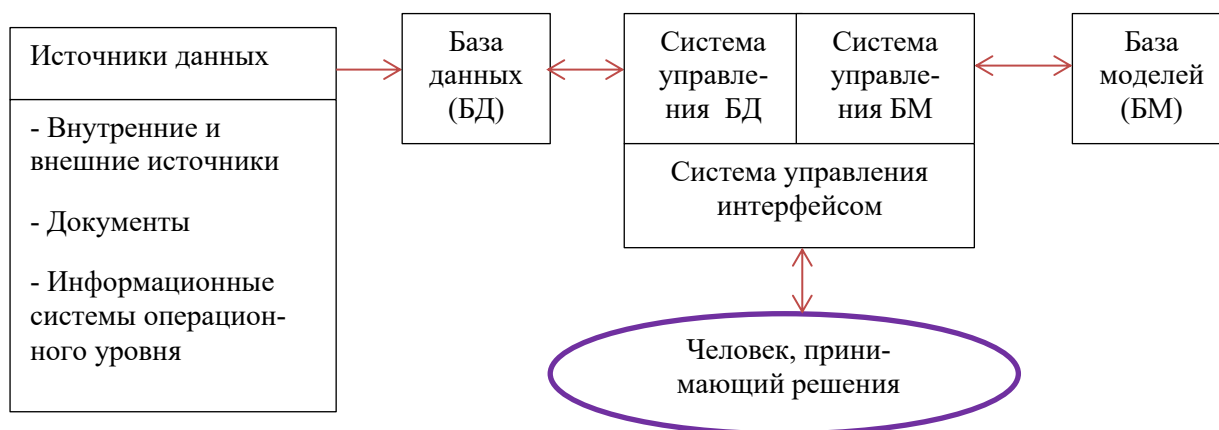 Источники данных
- Внутренние и
внешние источники
- Документы
- Информационные
системы операцион-
ного уровня
База
данных
(БД)
Система
управле-
ния БД
Система
управле-
ния БМ
Система управления
интерфейсом
База
моделей
(БМ)
Человек, прини-
мающий решения